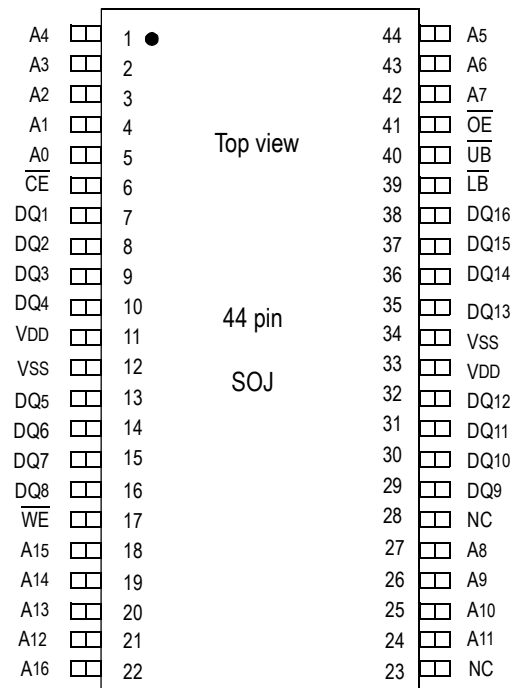 A4 1 44 A5
A3 2 43 A6
A2 3 42 A7
A1 4 41 OE
A0 5 Top view 40 UB
CE 6 39 LB
DQ1 7 38 DQ16
DQ2 8 37 DQ15
DQ3 9 36 DQ14
DQ4 10 44 pin 35 DQ13
VDD 11 34 VSS
VSS 12 SOJ 33 VDD
DQ5 13 32 DQ12
DQ6 14 31 DQ11
DQ7 15 30 DQ10
DQ8 16 29 DQ9
WE 17 28 NC
A15 18 27 A8
A14 19 26 A9
A13 20 25 A10
A12 21 24 A11
A16 22 23 NC